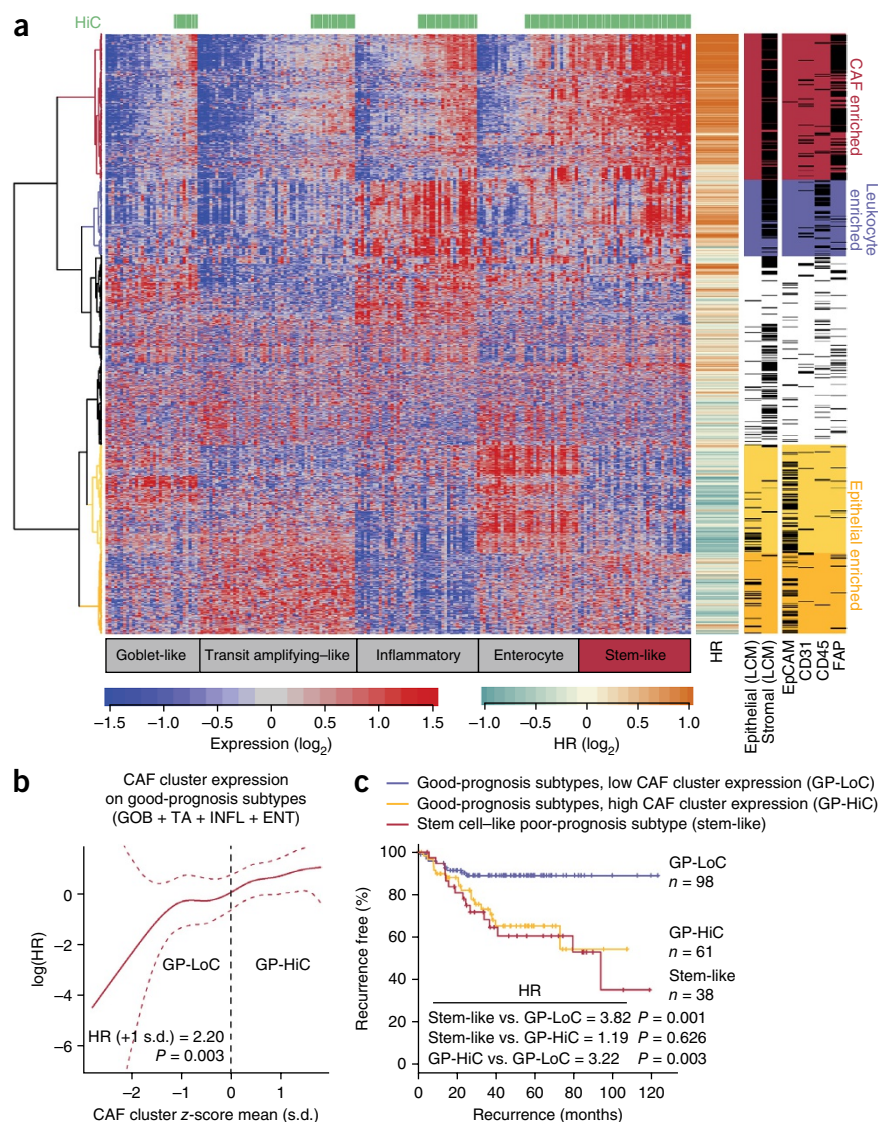 a
HiC
CAF enriched
Leukocyte
enriched
Epithelial enriched
Goblet-like
Transit amplifying–like
Inflammatory
Enterocyte
Stem-like
HR
Epithelial (LCM)
Stromal (LCM)
EpCAM
CD31
CD45
FAP
−1.5 −1.0 −0.5 0 0.5 1.0 1.5
Expression (log2)
−1.0 −0.5 0 0.5 1.0
HR (log2)
b
CAF cluster expression
on good-prognosis subtypes
(GOB + TA + INFL + ENT)
log(HR)
0
−2
−4
−6
GP-LoC
GP-HiC
HR (+1 s.d.) = 2.20
P = 0.003
−2 −1 0 1
CAF cluster z-score mean (s.d.)
c
Good-prognosis subtypes, low CAF cluster expression (GP-LoC)
Good-prognosis subtypes, high CAF cluster expression (GP-HiC)
Stem cell–like poor-prognosis subtype (stem-like)
Recurrence free (%)
100
80
60
40
20
0
GP-LoC
n = 98
GP-HiC
n = 61
Stem-like
n = 38
HR
Stem-like vs. GP-LoC = 3.82 P = 0.001
Stem-like vs. GP-HiC = 1.19 P = 0.626
GP-HiC vs. GP-LoC = 3.22 P = 0.003
0 20 40 60 80 100 120
Recurrence (months)